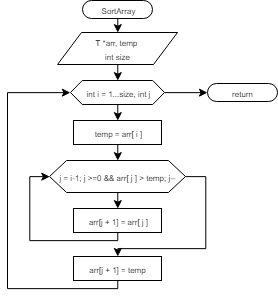 SortArray
T *arr, temp
int size
int i = 1...size, int j
return
temp = arr[ i ]
j = i-1; j >=0 && arr[ j ] > temp; j--
arr[j + 1] = arr[ j ]
arr[j + 1] = temp